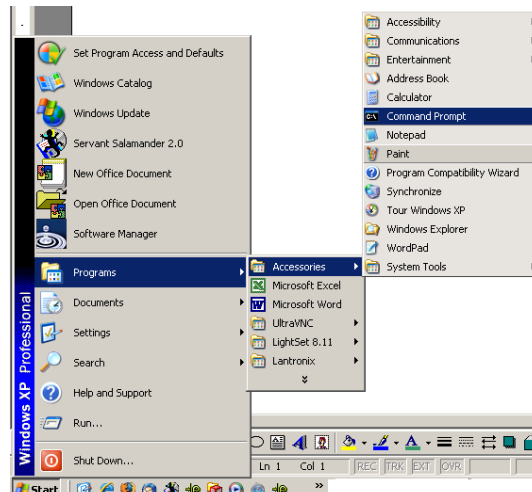 Set Program Access and Defaults
Windows Catalog
Windows Update
Servant Salamander 2.0
New Office Document
Open Office Document
Software Manager
Programs
Documents
Settings
Search
Help and Support
Run...
Shut Down...
Windows XP Professional
Accessories
Microsoft Excel
Microsoft Word
UltraVNC
LightSet 8.11
Lantronix
Accessibility
Communications
Entertainment
Address Book
Calculator
Command Prompt
Notepad
Paint
Program Compatibility Wizard
Synchronize
Tour Windows XP
Windows Explorer
WordPad
System Tools
Ln 1 Col 1 REC TRK EXT OVR
Start